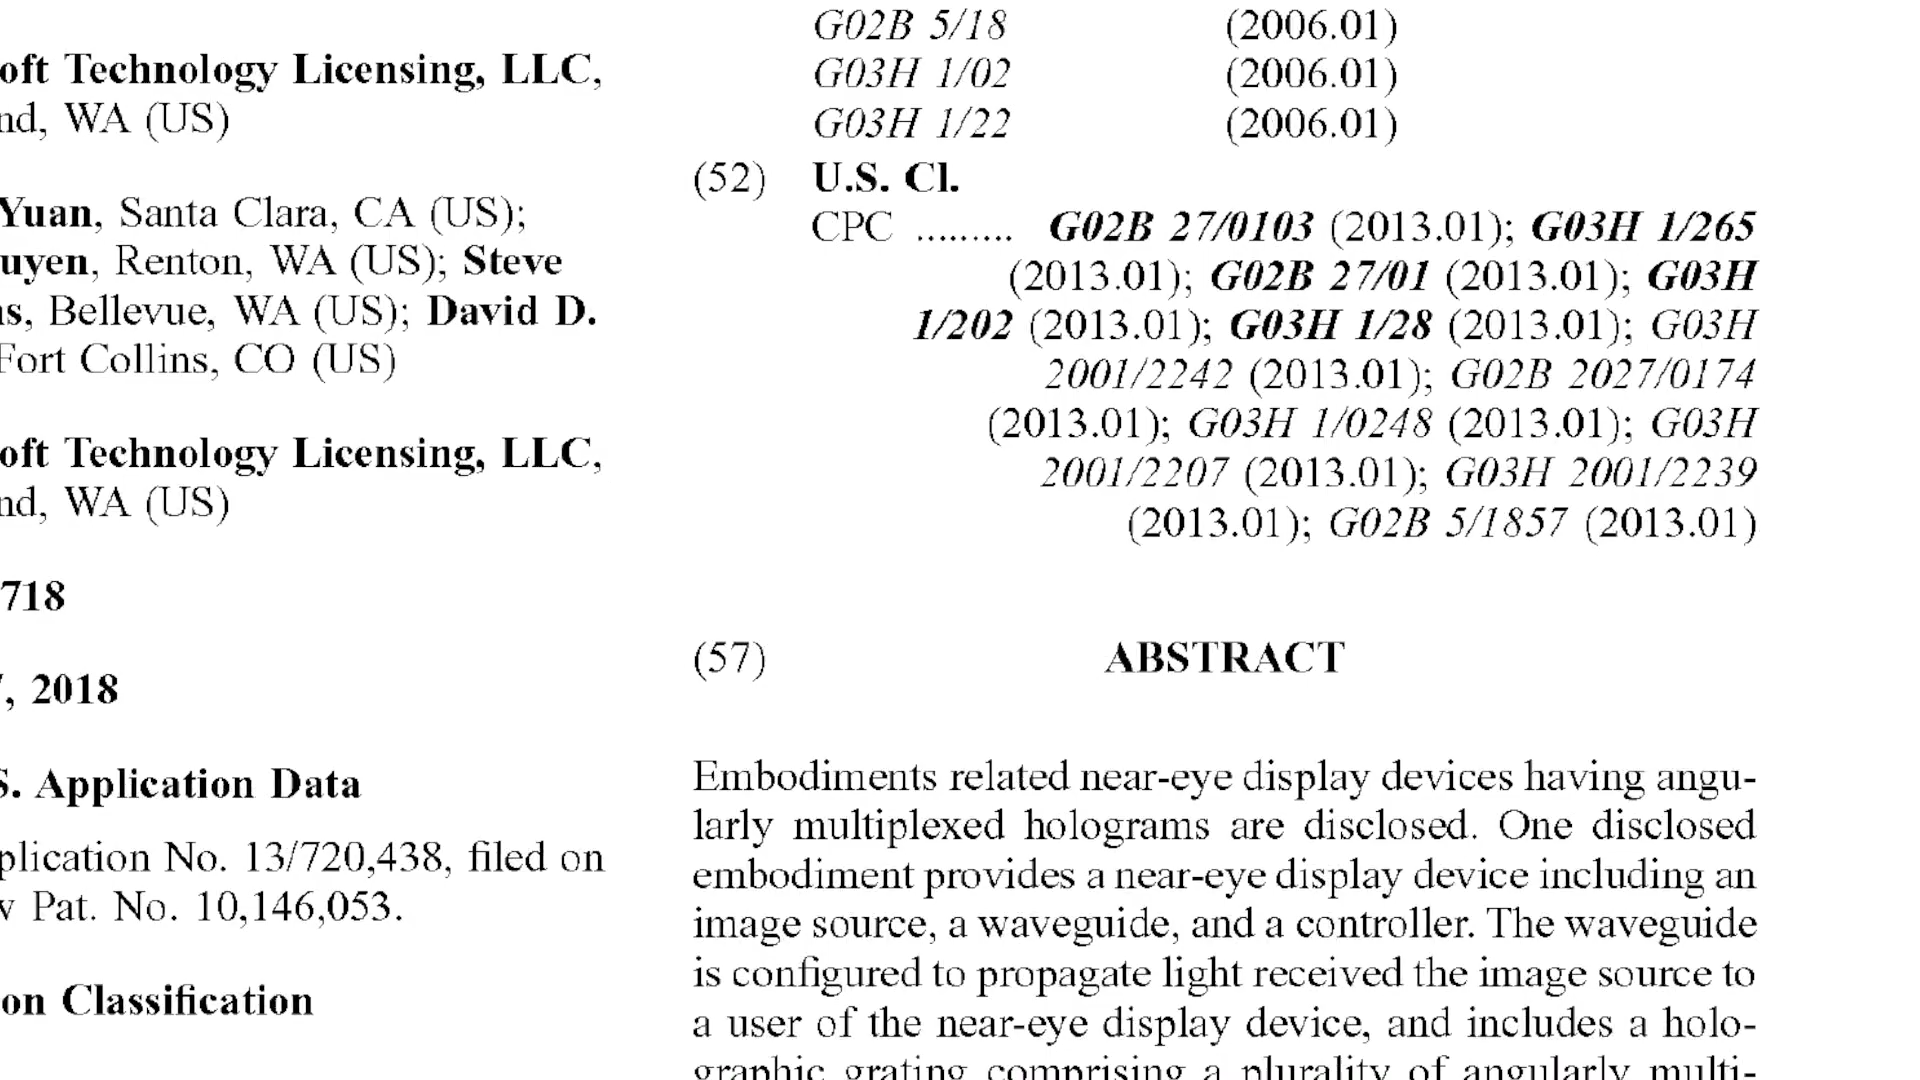 oft Technology Licensing, LLC,
nd, WA (US)
Yuan, Santa Clara, CA (US);
uyen, Renton, WA (US); Steve
ns, Bellevue, WA (US); David D.
Fort Collins, CO (US)
oft Technology Licensing, LLC,
nd, WA (US)
718
, 2018
S. Application Data
plication No. 13/720,438, filed on
w Pat. No. 10,146,053.
on Classification
G02B 5/18 (2006.01)
G03H 1/02 (2006.01)
G03H 1/22 (2006.01)
(52) U.S. Cl.
CPC ......... G02B 27/0103 (2013.01); G03H 1/265
(2013.01); G02B 27/01 (2013.01); G03H
1/202 (2013.01); G03H 1/28 (2013.01); G03H
2001/2242 (2013.01); G02B 2027/0174
(2013.01); G03H 1/0248 (2013.01); G03H
2001/2207 (2013.01); G03H 2001/2239
(2013.01); G02B 5/1857 (2013.01)
(57) ABSTRACT
Embodiments related near-eye display devices having angu-
larly multiplexed holograms are disclosed. One disclosed
embodiment provides a near-eye display device including an
image source, a waveguide, and a controller. The waveguide
is configured to propagate light received the image source to
a user of the near-eye display device, and includes a holo-
graphic grating comprising a plurality of angularly multi-